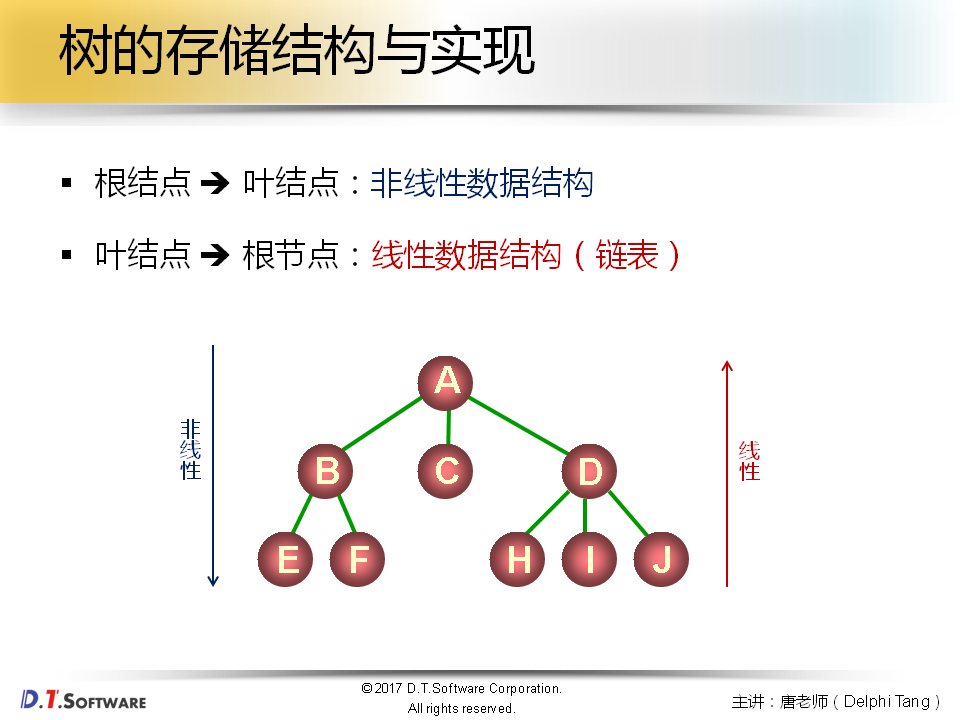 树的存储结构与实现
▪ 根结点 ➔ 叶结点：非线性数据结构
▪ 叶结点 ➔ 根节点：线性数据结构（链表）
非线性
线性
A
B C D
E F H I J
D.T.SOFTWARE
©2017 D.T.Software Corporation.
All rights reserved.
主讲：唐老师（Delphi Tang）